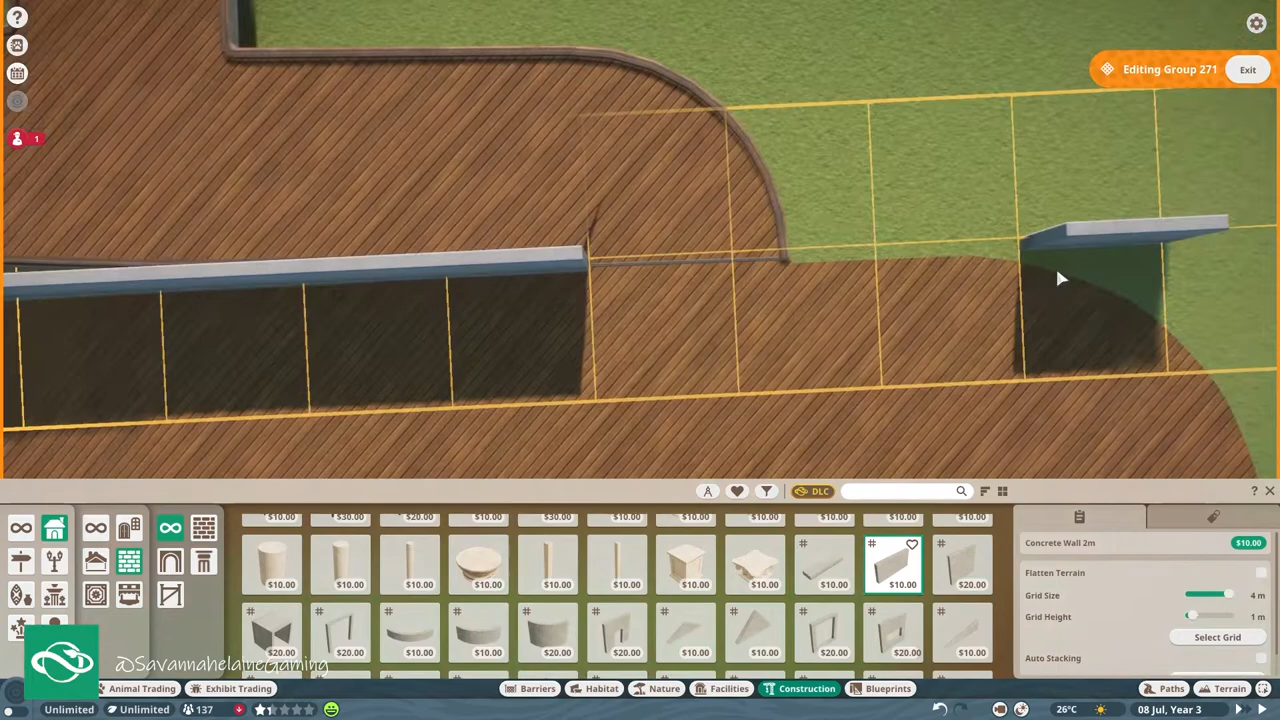 ?
Editing Group 271 Exit
1
DLC
? ×
$10.00 $30.00 $20.00 $10.00 $30.00 $10.00 $10.00 $10.00 $10.00 $10.00 $10.00
Concrete Wall 2m $10.00
$10.00 $10.00 $10.00 $10.00 $10.00 $10.00 $10.00 $10.00 $10.00 $10.00 $20.00
Flatten Terrain
Grid Size 4 m
Grid Height 1 m
Select Grid
$20.00 $20.00 $10.00 $10.00 $20.00 $20.00 $10.00 $10.00 $20.00 $20.00 $10.00
Auto Stacking
@SavannahelaineGaming
Animal Trading Exhibit Trading Barriers Habitat Nature Facilities Construction Blueprints Paths Terrain
Unlimited Unlimited 137 26°C 08 Jul, Year 3